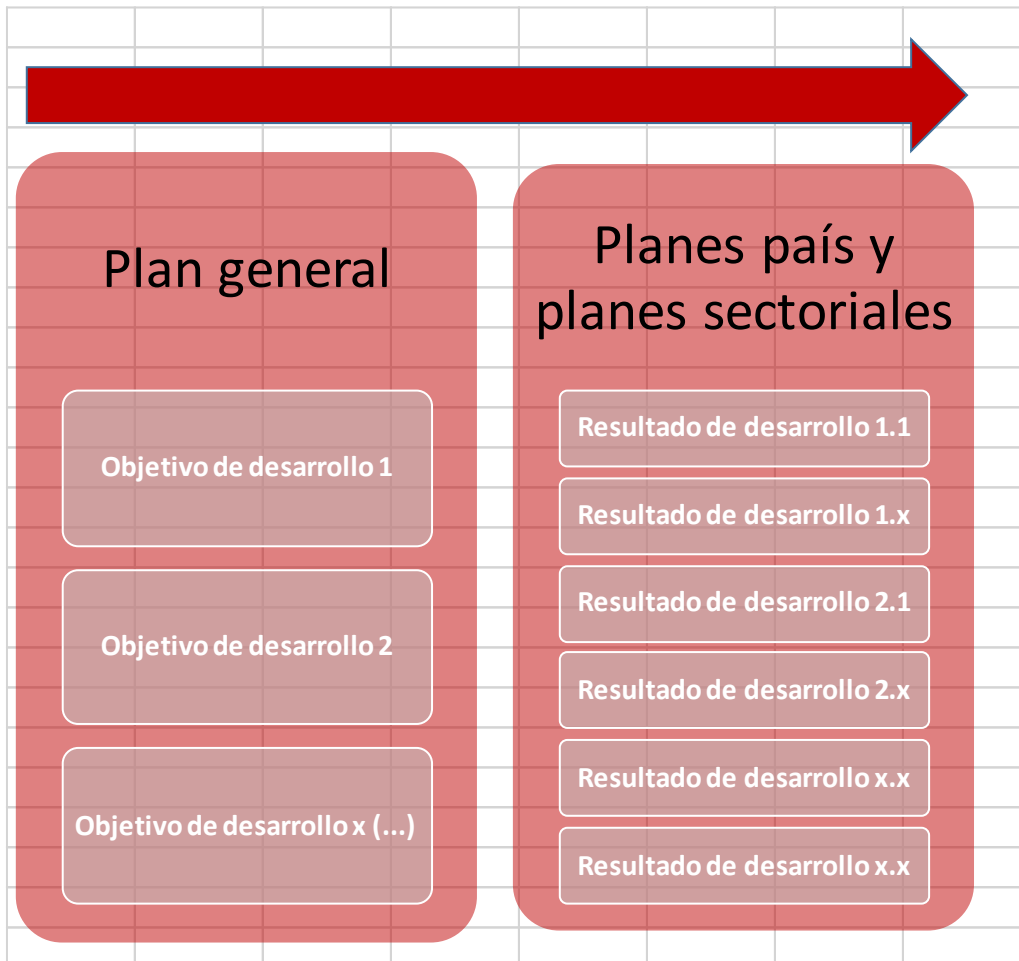 Plan general
Objetivo de desarrollo 1
Objetivo de desarrollo 2
Objetivo de desarrollo x (...)
Planes país y
planes sectoriales
Resultado de desarrollo 1.1
Resultado de desarrollo 1.x
Resultado de desarrollo 2.1
Resultado de desarrollo 2.x
Resultado de desarrollo x.x
Resultado de desarrollo x.x